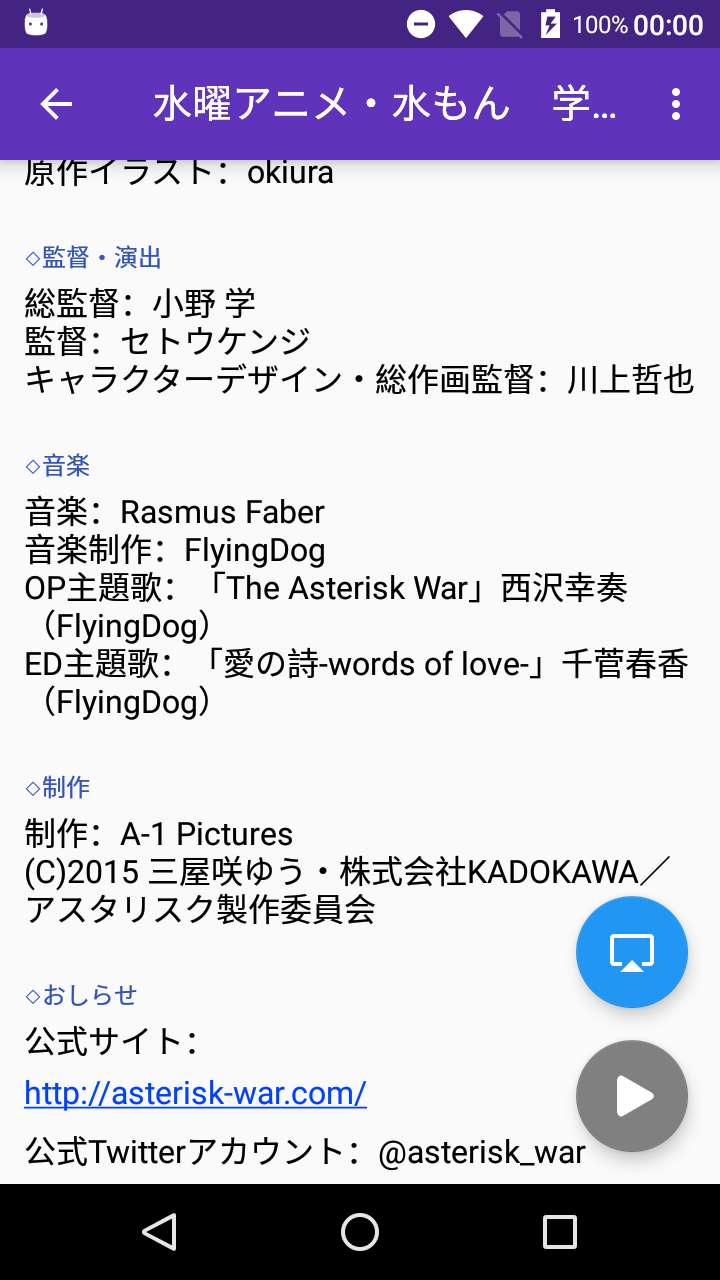 100% 00:00
水曜アニメ・水もん　学…
原作イラスト：okiura
◇監督・演出
総監督：小野 学
監督：セトウケンジ
キャラクターデザイン・総作画監督：川上哲也
◇音楽
音楽：Rasmus Faber
音楽制作：FlyingDog
OP主題歌：「The Asterisk War」西沢幸奏
（FlyingDog）
ED主題歌：「愛の詩-words of love-」千菅春香
（FlyingDog）
◇制作
制作：A-1 Pictures
(C)2015 三屋咲ゆう・株式会社KADOKAWA／
アスタリスク製作委員会
◇おしらせ
公式サイト：
http://asterisk-war.com/
公式Twitterアカウント：@asterisk_war